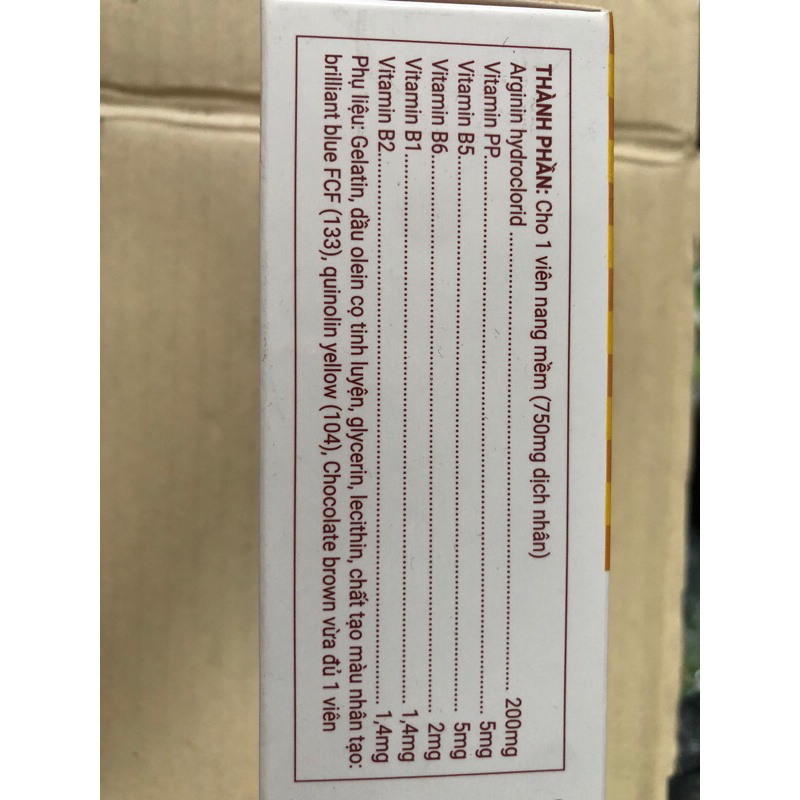 THÀNH PHẦN: Cho 1 viên nang mềm (750mg dịch nhân)
Arginin hydroclorid ........................................ 200mg
Vitamin PP........................................ 5mg
Vitamin B5........................................ 5mg
Vitamin B6........................................ 2mg
Vitamin B1........................................ 1,4mg
Vitamin B2........................................ 1,4mg
Phụ liệu: Gelatin, dầu olein cọ tinh luyện, glycerin, lecithin, chất tạo màu nhân tạo:
brilliant blue FCF (133), quinolin yellow (104), Chocolate brown vừa đủ 1 viên